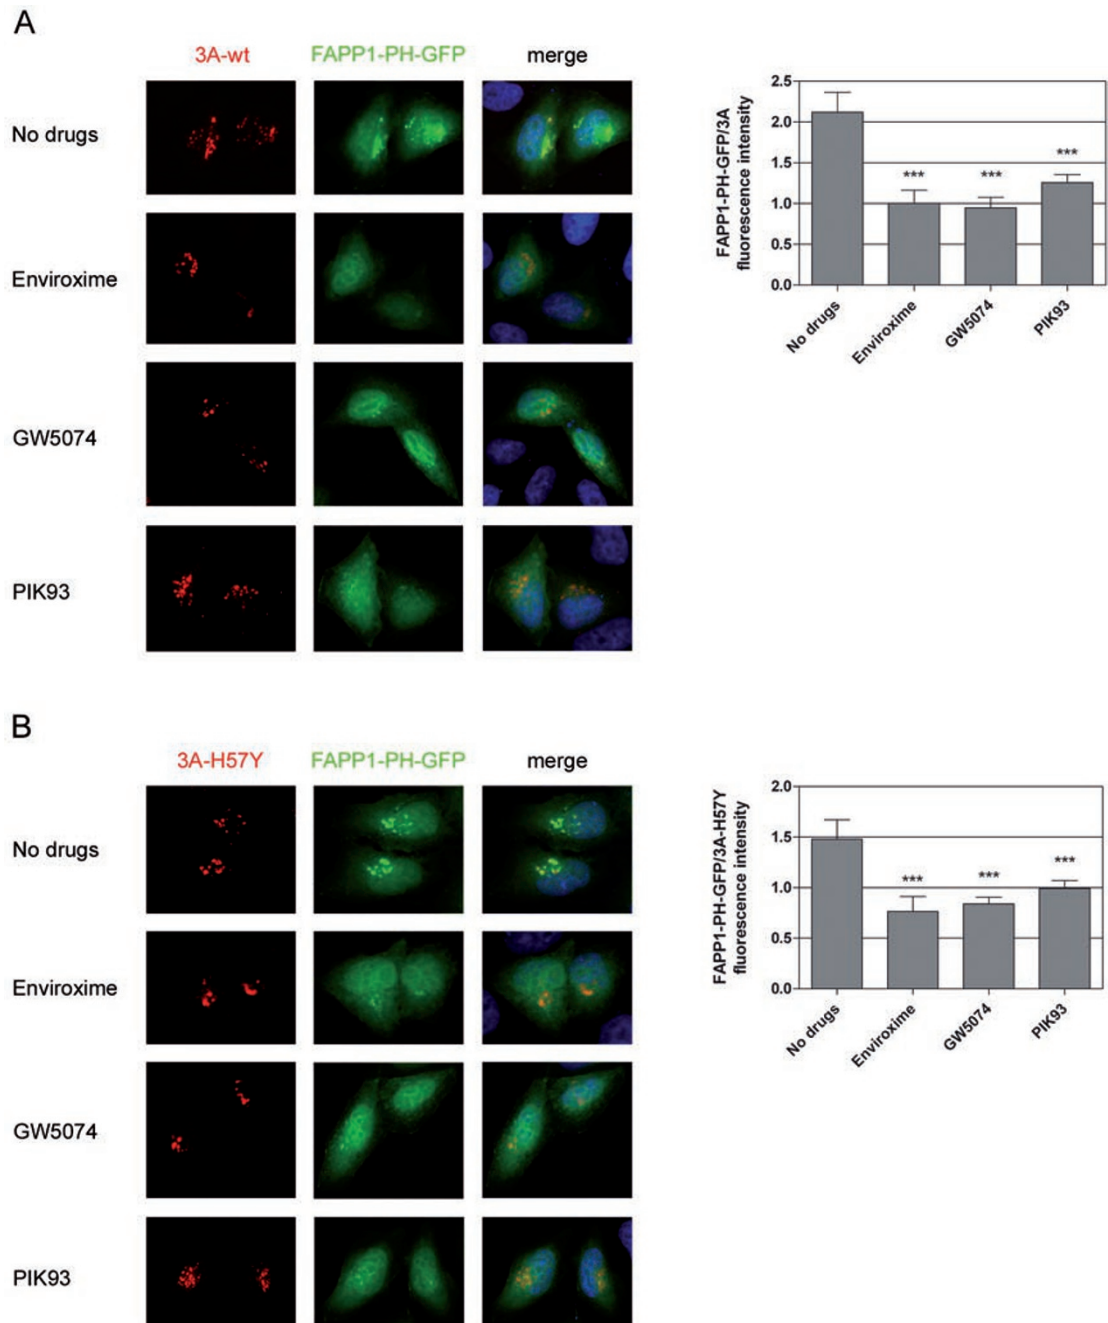 A
3A-wt FAPP1-PH-GFP merge
No drugs
Enviroxime
GW5074
PIK93
FAPP1-PH-GFP/3A
fluorescence intensity
2.5
2.0
1.5
1.0
0.5
0.0
***
***
***
No drugs
Enviroxime
GW5074
PIK93
B
3A-H57Y FAPP1-PH-GFP merge
No drugs
Enviroxime
GW5074
PIK93
FAPP1-PH-GFP/3A-H57Y
fluorescence intensity
2.0
1.5
1.0
0.5
0.0
***
***
***
No drugs
Enviroxime
GW5074
PIK93